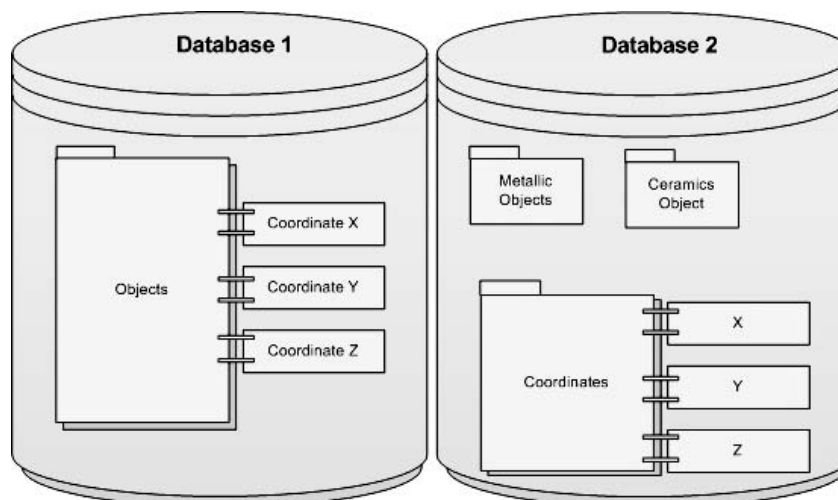 Database 1
Objects
Coordinate X
Coordinate Y
Coordinate Z
Database 2
Metallic
Objects
Ceramics
Object
Coordinates
X
Y
Z